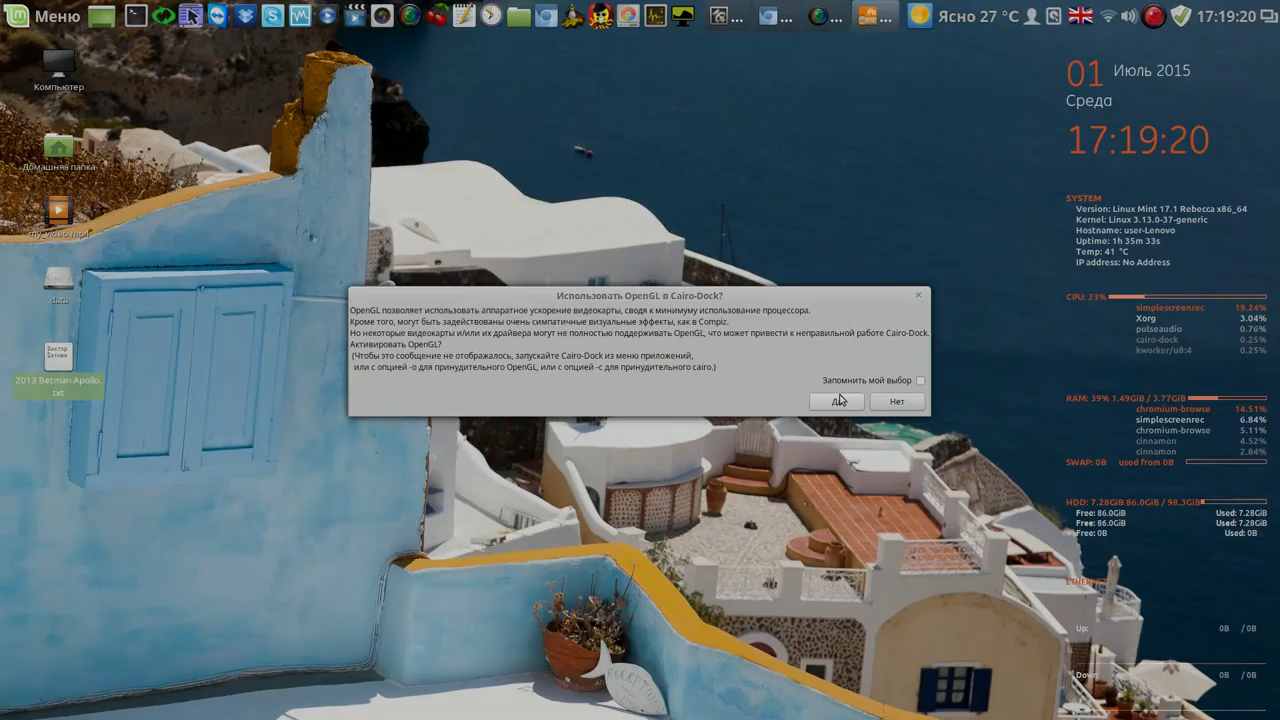 Меню
...
...
...
...
Ясно 27 °C
17:19:20
Компьютер
Домашняя папка
my_video.mp4
data
Виктор
2013 Betman Apollo.
txt
01 Июль 2015
Среда
17:19:20
SYSTEM
Version: Linux Mint 17.1 Rebecca x86_64
Kernel: Linux 3.13.0-37-generic
Hostname: user-Lenovo
Uptime: 1h 35m 33s
Temp: 41 °C
IP address: No Address
CPU: 23%
simplescreenrec 19.24%
Xorg 3.04%
pulseaudio 0.76%
cairo-dock 0.25%
kworker/u8:4 0.25%
RAM: 39% 1.49GiB / 3.77GiB
chromium-browse 14.51%
simplescreenrec 6.84%
chromium-browse 5.11%
cinnamon 4.52%
cinnamon 2.84%
SWAP: 0B used from 0B
HDD: 7.28GiB 86.0GiB / 98.3GiB
Free: 86.0GiB Used: 7.28GiB
Free: 86.0GiB Used: 7.28GiB
Free: 0B Used: 0B
ETHERNET
Up: 0B / 0B
Down: 0B / 0B
Использовать OpenGL в Cairo-Dock?
OpenGL позволяет использовать аппаратное ускорение видеокарты, сводя к минимуму использование процессора.
Кроме того, могут быть задействованы очень симпатичные визуальные эффекты, как в Compiz.
Но некоторые видеокарты и/или их драйвера могут не полностью поддерживать OpenGL, что может привести к неправильной работе Cairo-Dock.
Активировать OpenGL?
(Чтобы это сообщение не отображалось, запускайте Cairo-Dock из меню приложений,
или с опцией -o для принудительного OpenGL, или с опцией -c для принудительного cairo.)
Запомнить мой выбор
Да Нет
RECEPTIO